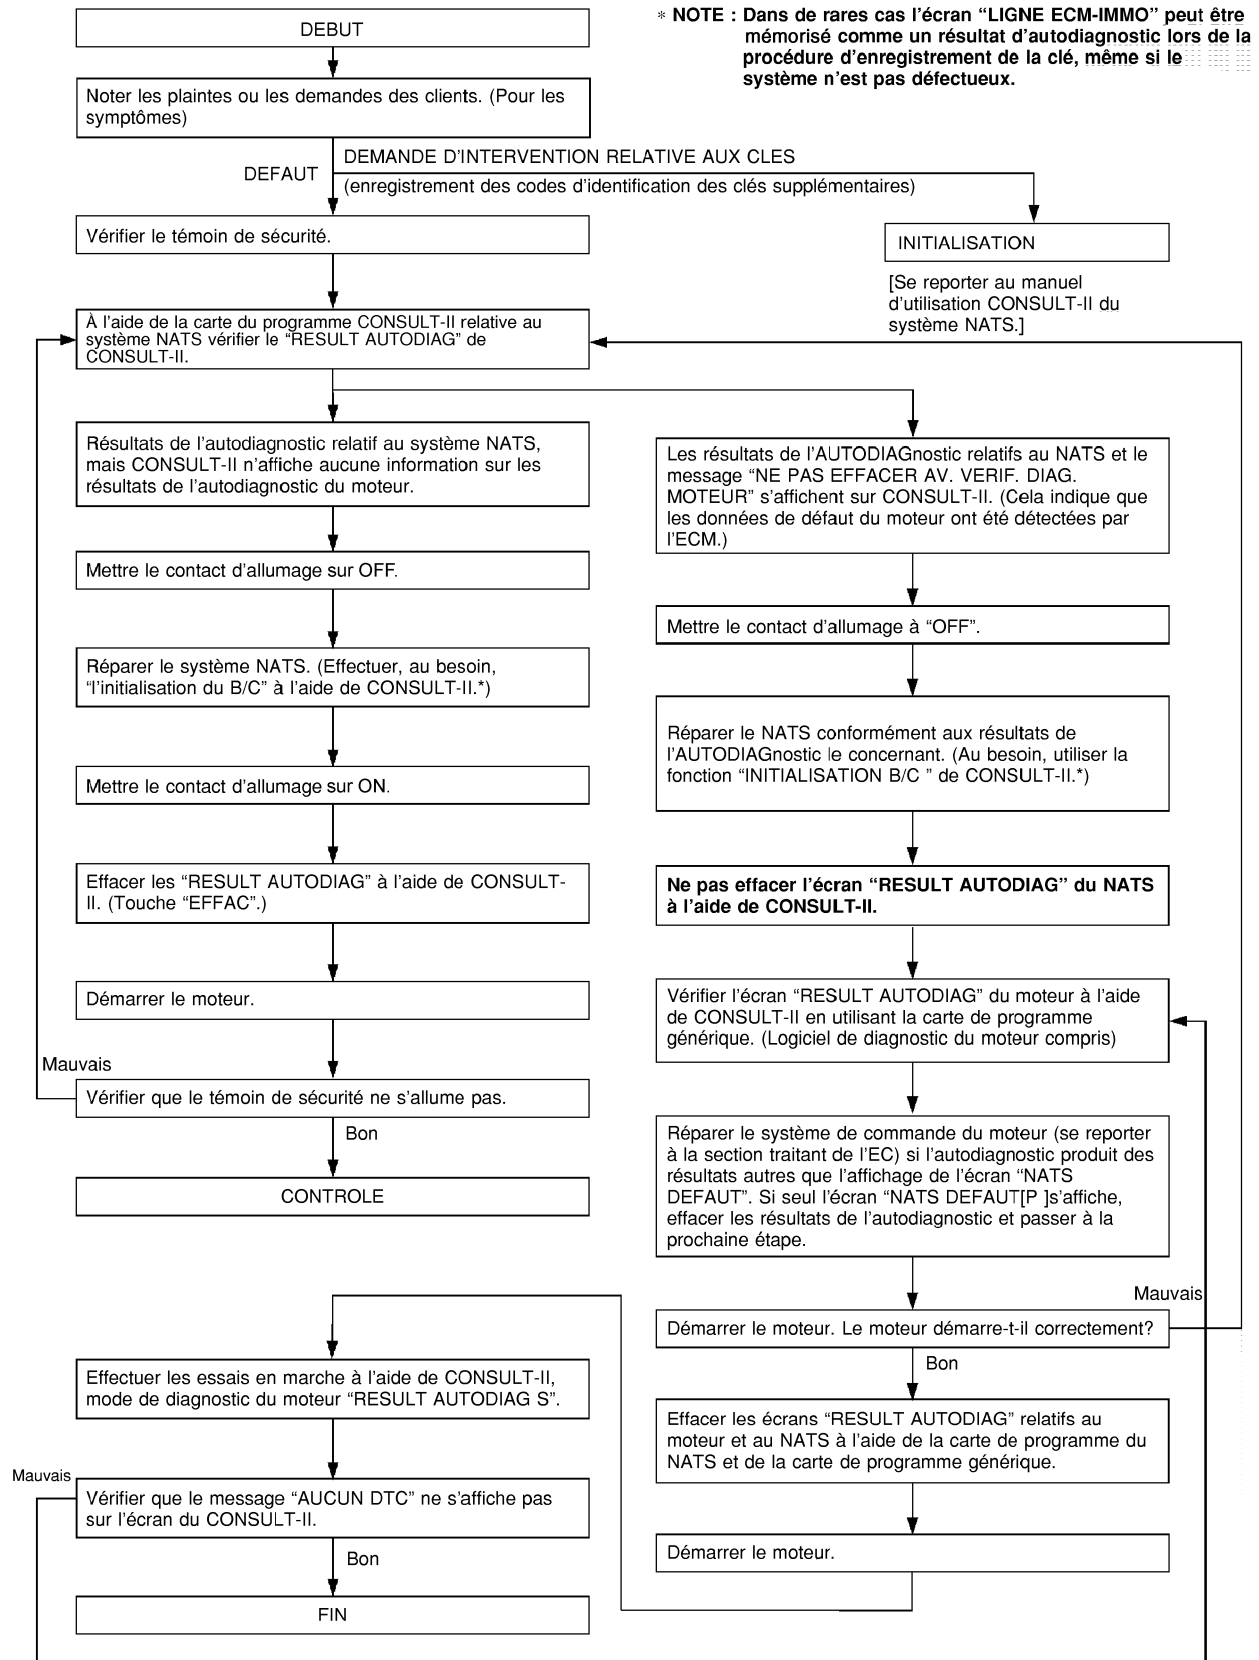 DEBUT
∗ NOTE : Dans de rares cas l’écran “LIGNE ECM-IMMO” peut être
mémorisé comme un résultat d’autodiagnostic lors de la
procédure d’enregistrement de la clé, même si le
système n’est pas défectueux.
Noter les plaintes ou les demandes des clients. (Pour les
symptômes)
DEFAUT
DEMANDE D’INTERVENTION RELATIVE AUX CLES
(enregistrement des codes d’identification des clés supplémentaires)
Vérifier le témoin de sécurité.
INITIALISATION
[Se reporter au manuel
d’utilisation CONSULT-II du
système NATS.]
À l’aide de la carte du programme CONSULT-II relative au
système NATS vérifier le “RESULT AUTODIAG” de
CONSULT-II.
Résultats de l’autodiagnostic relatif au système NATS,
mais CONSULT-II n’affiche aucune information sur les
résultats de l’autodiagnostic du moteur.
Mettre le contact d’allumage sur OFF.
Réparer le système NATS. (Effectuer, au besoin,
“l’initialisation du B/C” à l’aide de CONSULT-II.*)
Mettre le contact d’allumage sur ON.
Effacer les “RESULT AUTODIAG” à l’aide de CONSULT-
II. (Touche “EFFAC”.)
Démarrer le moteur.
Mauvais
Vérifier que le témoin de sécurité ne s’allume pas.
Bon
CONTROLE
Les résultats de l’AUTODIAGnostic relatifs au NATS et le
message “NE PAS EFFACER AV. VERIF. DIAG.
MOTEUR” s’affichent sur CONSULT-II. (Cela indique que
les données de défaut du moteur ont été détectées par
l’ECM.)
Mettre le contact d’allumage à “OFF”.
Réparer le NATS conformément aux résultats de
l’AUTODIAGnostic le concernant. (Au besoin, utiliser la
fonction “INITIALISATION B/C ” de CONSULT-II.*)
Ne pas effacer l’écran “RESULT AUTODIAG” du NATS
à l’aide de CONSULT-II.
Vérifier l’écran “RESULT AUTODIAG” du moteur à l’aide
de CONSULT-II en utilisant la carte de programme
générique. (Logiciel de diagnostic du moteur compris)
Réparer le système de commande du moteur (se reporter
à la section traitant de l’EC) si l’autodiagnostic produit des
résultats autres que l’affichage de l’écran “NATS
DEFAUT”. Si seul l’écran “NATS DEFAUT[P ]s’affiche,
effacer les résultats de l’autodiagnostic et passer à la
prochaine étape.
Mauvais
Démarrer le moteur. Le moteur démarre-t-il correctement?
Bon
Effacer les écrans “RESULT AUTODIAG” relatifs au
moteur et au NATS à l’aide de la carte de programme du
NATS et de la carte de programme générique.
Démarrer le moteur.
Effectuer les essais en marche à l’aide de CONSULT-II,
mode de diagnostic du moteur “RESULT AUTODIAG S”.
Mauvais
Vérifier que le message “AUCUN DTC” ne s’affiche pas
sur l’écran du CONSULT-II.
Bon
FIN